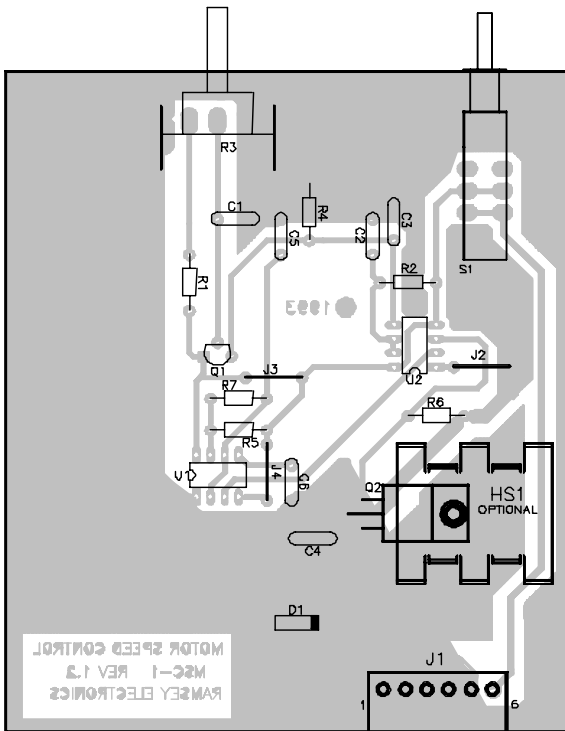 R3
C1
R4
C5
C2
C3
S1
R1
R2
1993
Q1
J3
U2
J2
R7
R6
R5
U1
J4
C6
Q2
HS1
OPTIONAL
C4
D1
MOTOR SPEED CONTROL
MSC-1 REV 1.2
RAMSEY ELECTRONICS
J1
1
6